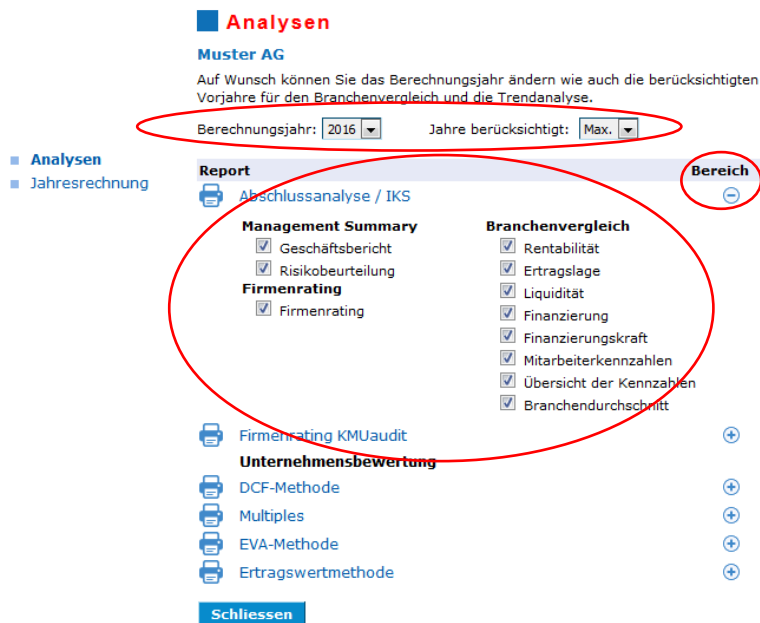 Analysen
Muster AG
Auf Wunsch können Sie das Berechnungsjahr ändern wie auch die berücksichtigten
Vorjahre für den Branchenvergleich und die Trendanalyse.
Berechnungsjahr: 2016 Jahre berücksichtigt: Max.
Analysen
Jahresrechnung
Report Bereich
Abschlussanalyse / IKS
Management Summary
Geschäftsbericht
Risikobeurteilung
Firmenrating
Firmenrating
Branchenvergleich
Rentabilität
Ertragslage
Liquidität
Finanzierung
Finanzierungskraft
Mitarbeiterkennzahlen
Übersicht der Kennzahlen
Branchendurchschnitt
Firmenrating KMUaudit
Unternehmensbewertung
DCF-Methode
Multiples
EVA-Methode
Ertragswertmethode
Schliessen